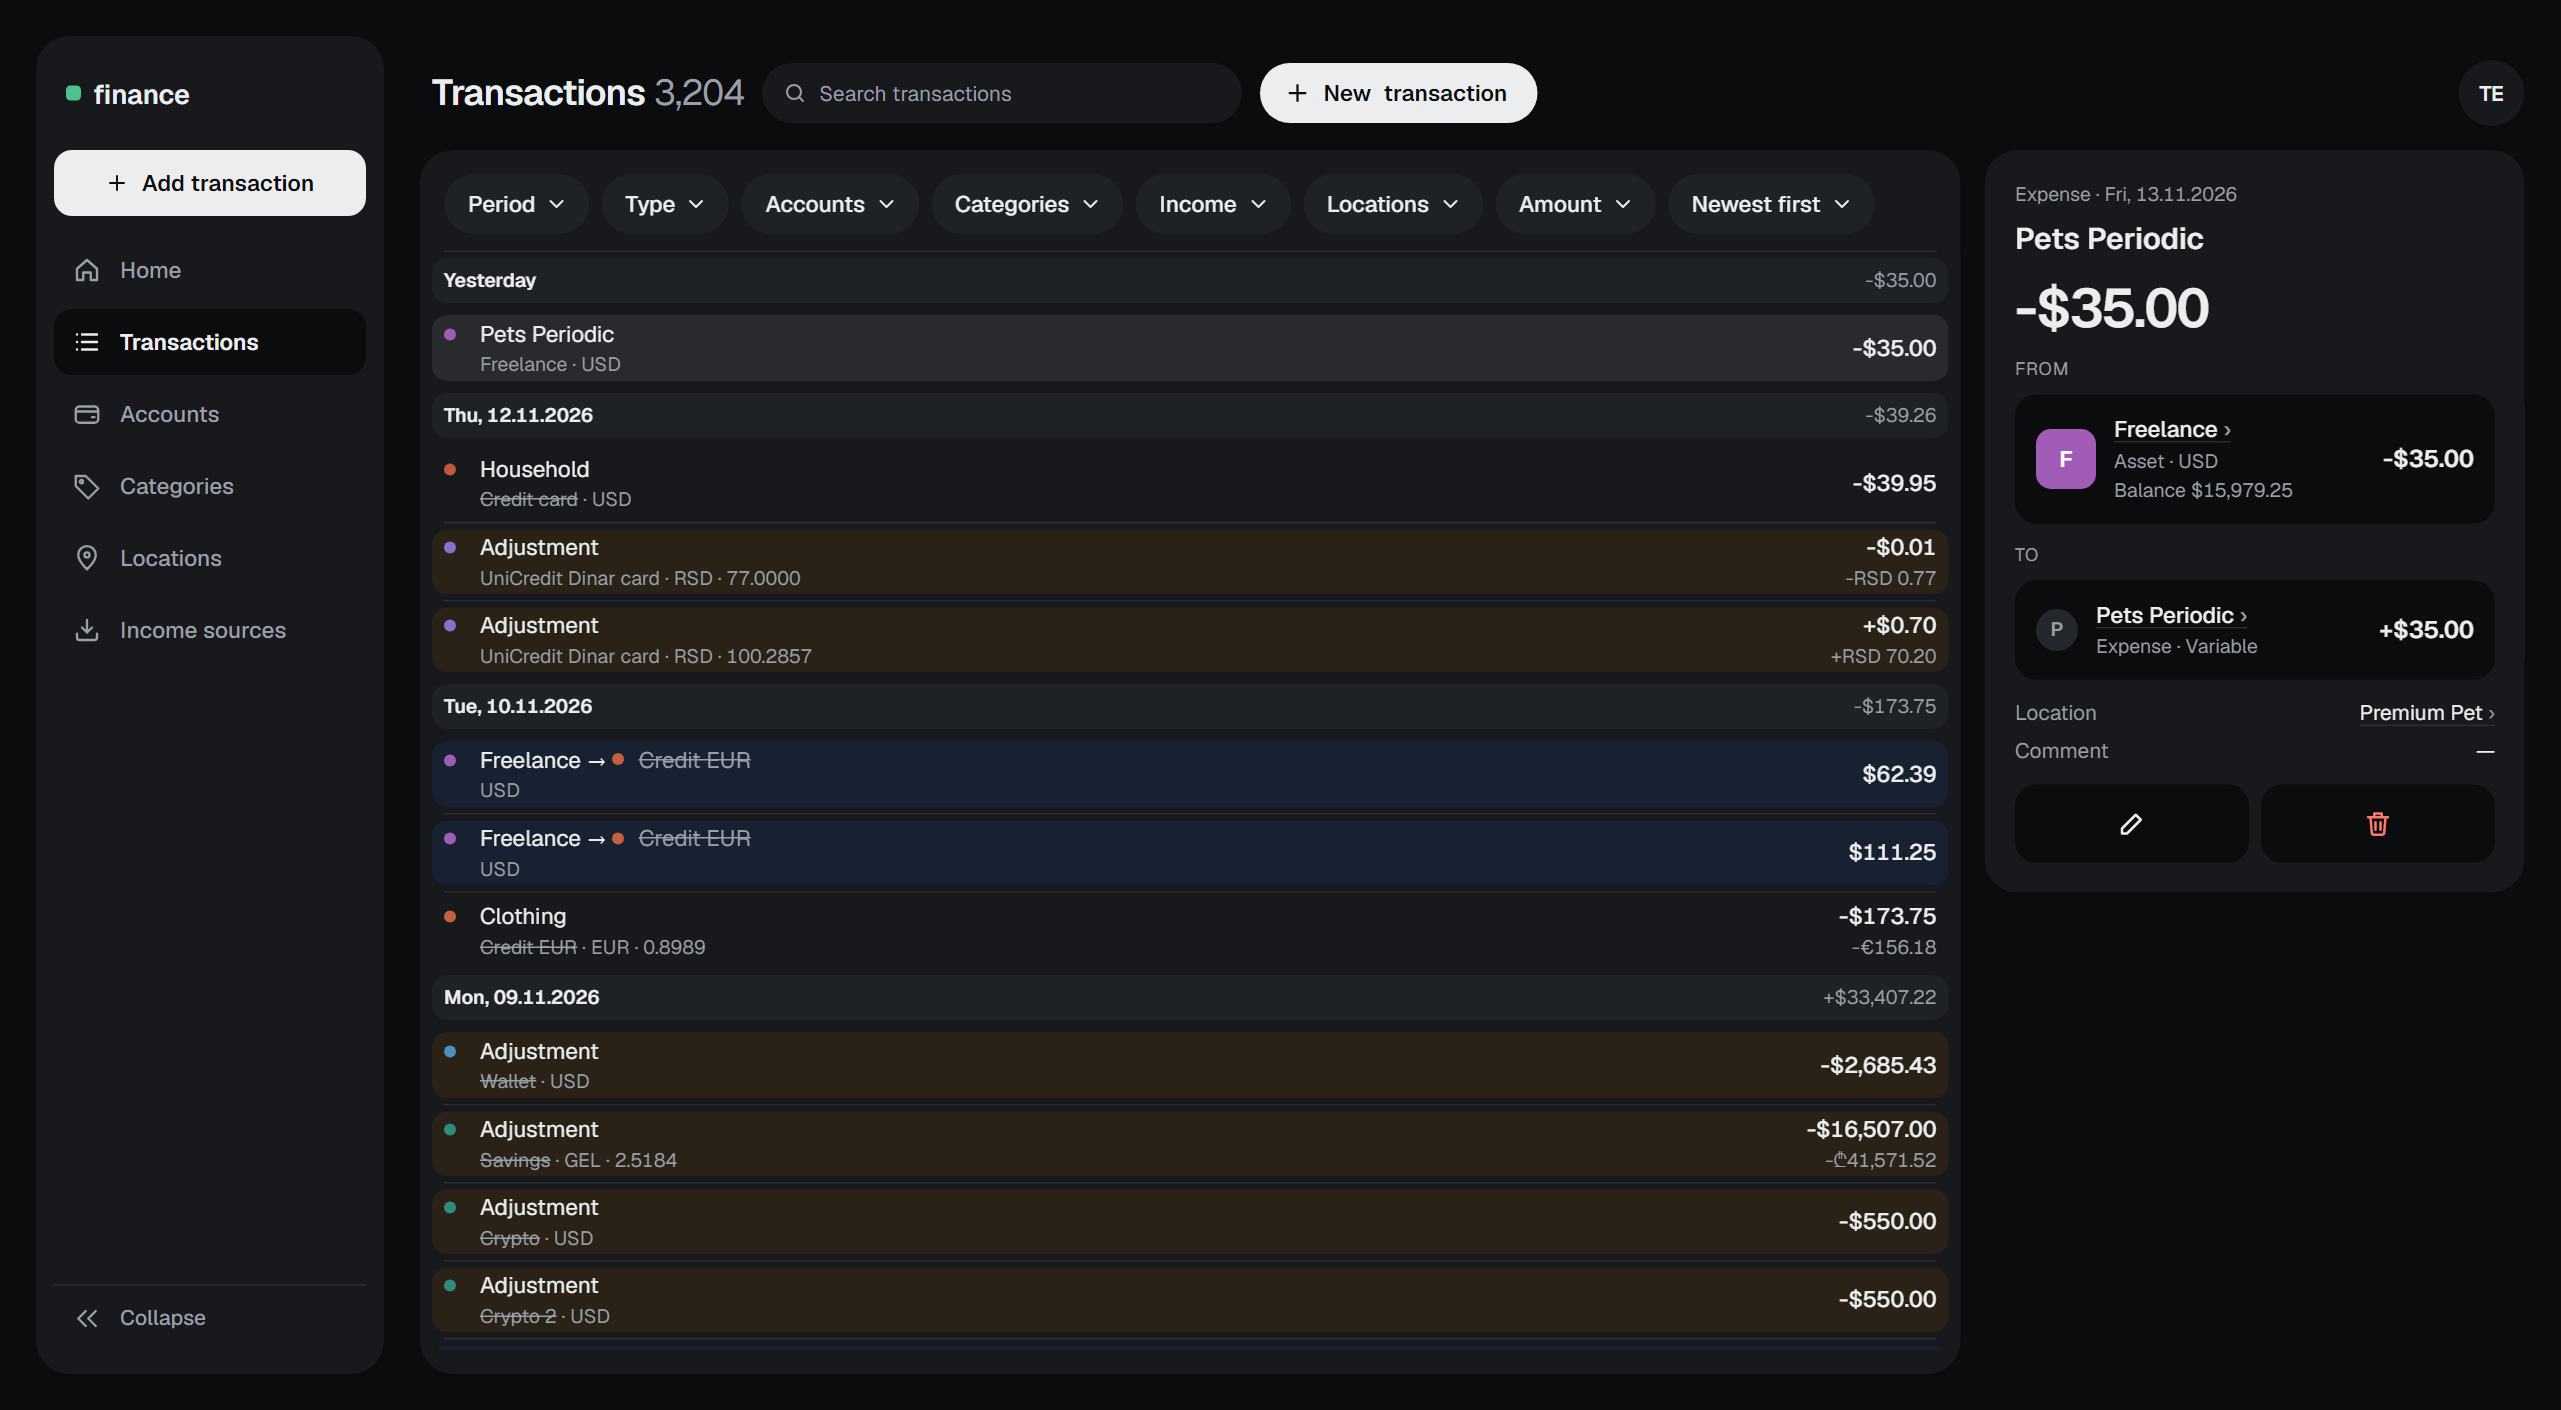 finance
Add transaction
Home
Transactions
Accounts
Categories
Locations
Income sources
Collapse
Transactions 3,204
Search transactions
New transaction
TE
Period
Type
Accounts
Categories
Income
Locations
Amount
Newest first
Yesterday -$35.00
Pets Periodic
Freelance · USD
-$35.00
Thu, 12.11.2026 -$39.26
Household
Credit card · USD
-$39.95
Adjustment -$0.01
UniCredit Dinar card · RSD · 77.0000 -RSD 0.77
Adjustment +$0.70
UniCredit Dinar card · RSD · 100.2857 +RSD 70.20
Tue, 10.11.2026 -$173.75
Freelance → Credit EUR
USD
$62.39
Freelance → Credit EUR
USD
$111.25
Clothing -$173.75
Credit EUR · EUR · 0.8989 -€156.18
Mon, 09.11.2026 +$33,407.22
Adjustment
Wallet · USD
-$2,685.43
Adjustment -$16,507.00
Savings · GEL · 2.5184 -₾41,571.52
Adjustment
Crypto · USD
-$550.00
Adjustment
Crypto 2 · USD
-$550.00
Expense · Fri, 13.11.2026
Pets Periodic
-$35.00
FROM
F
Freelance ›
Asset · USD
Balance $15,979.25
-$35.00
TO
P
Pets Periodic ›
Expense · Variable
+$35.00
Location Premium Pet ›
Comment —